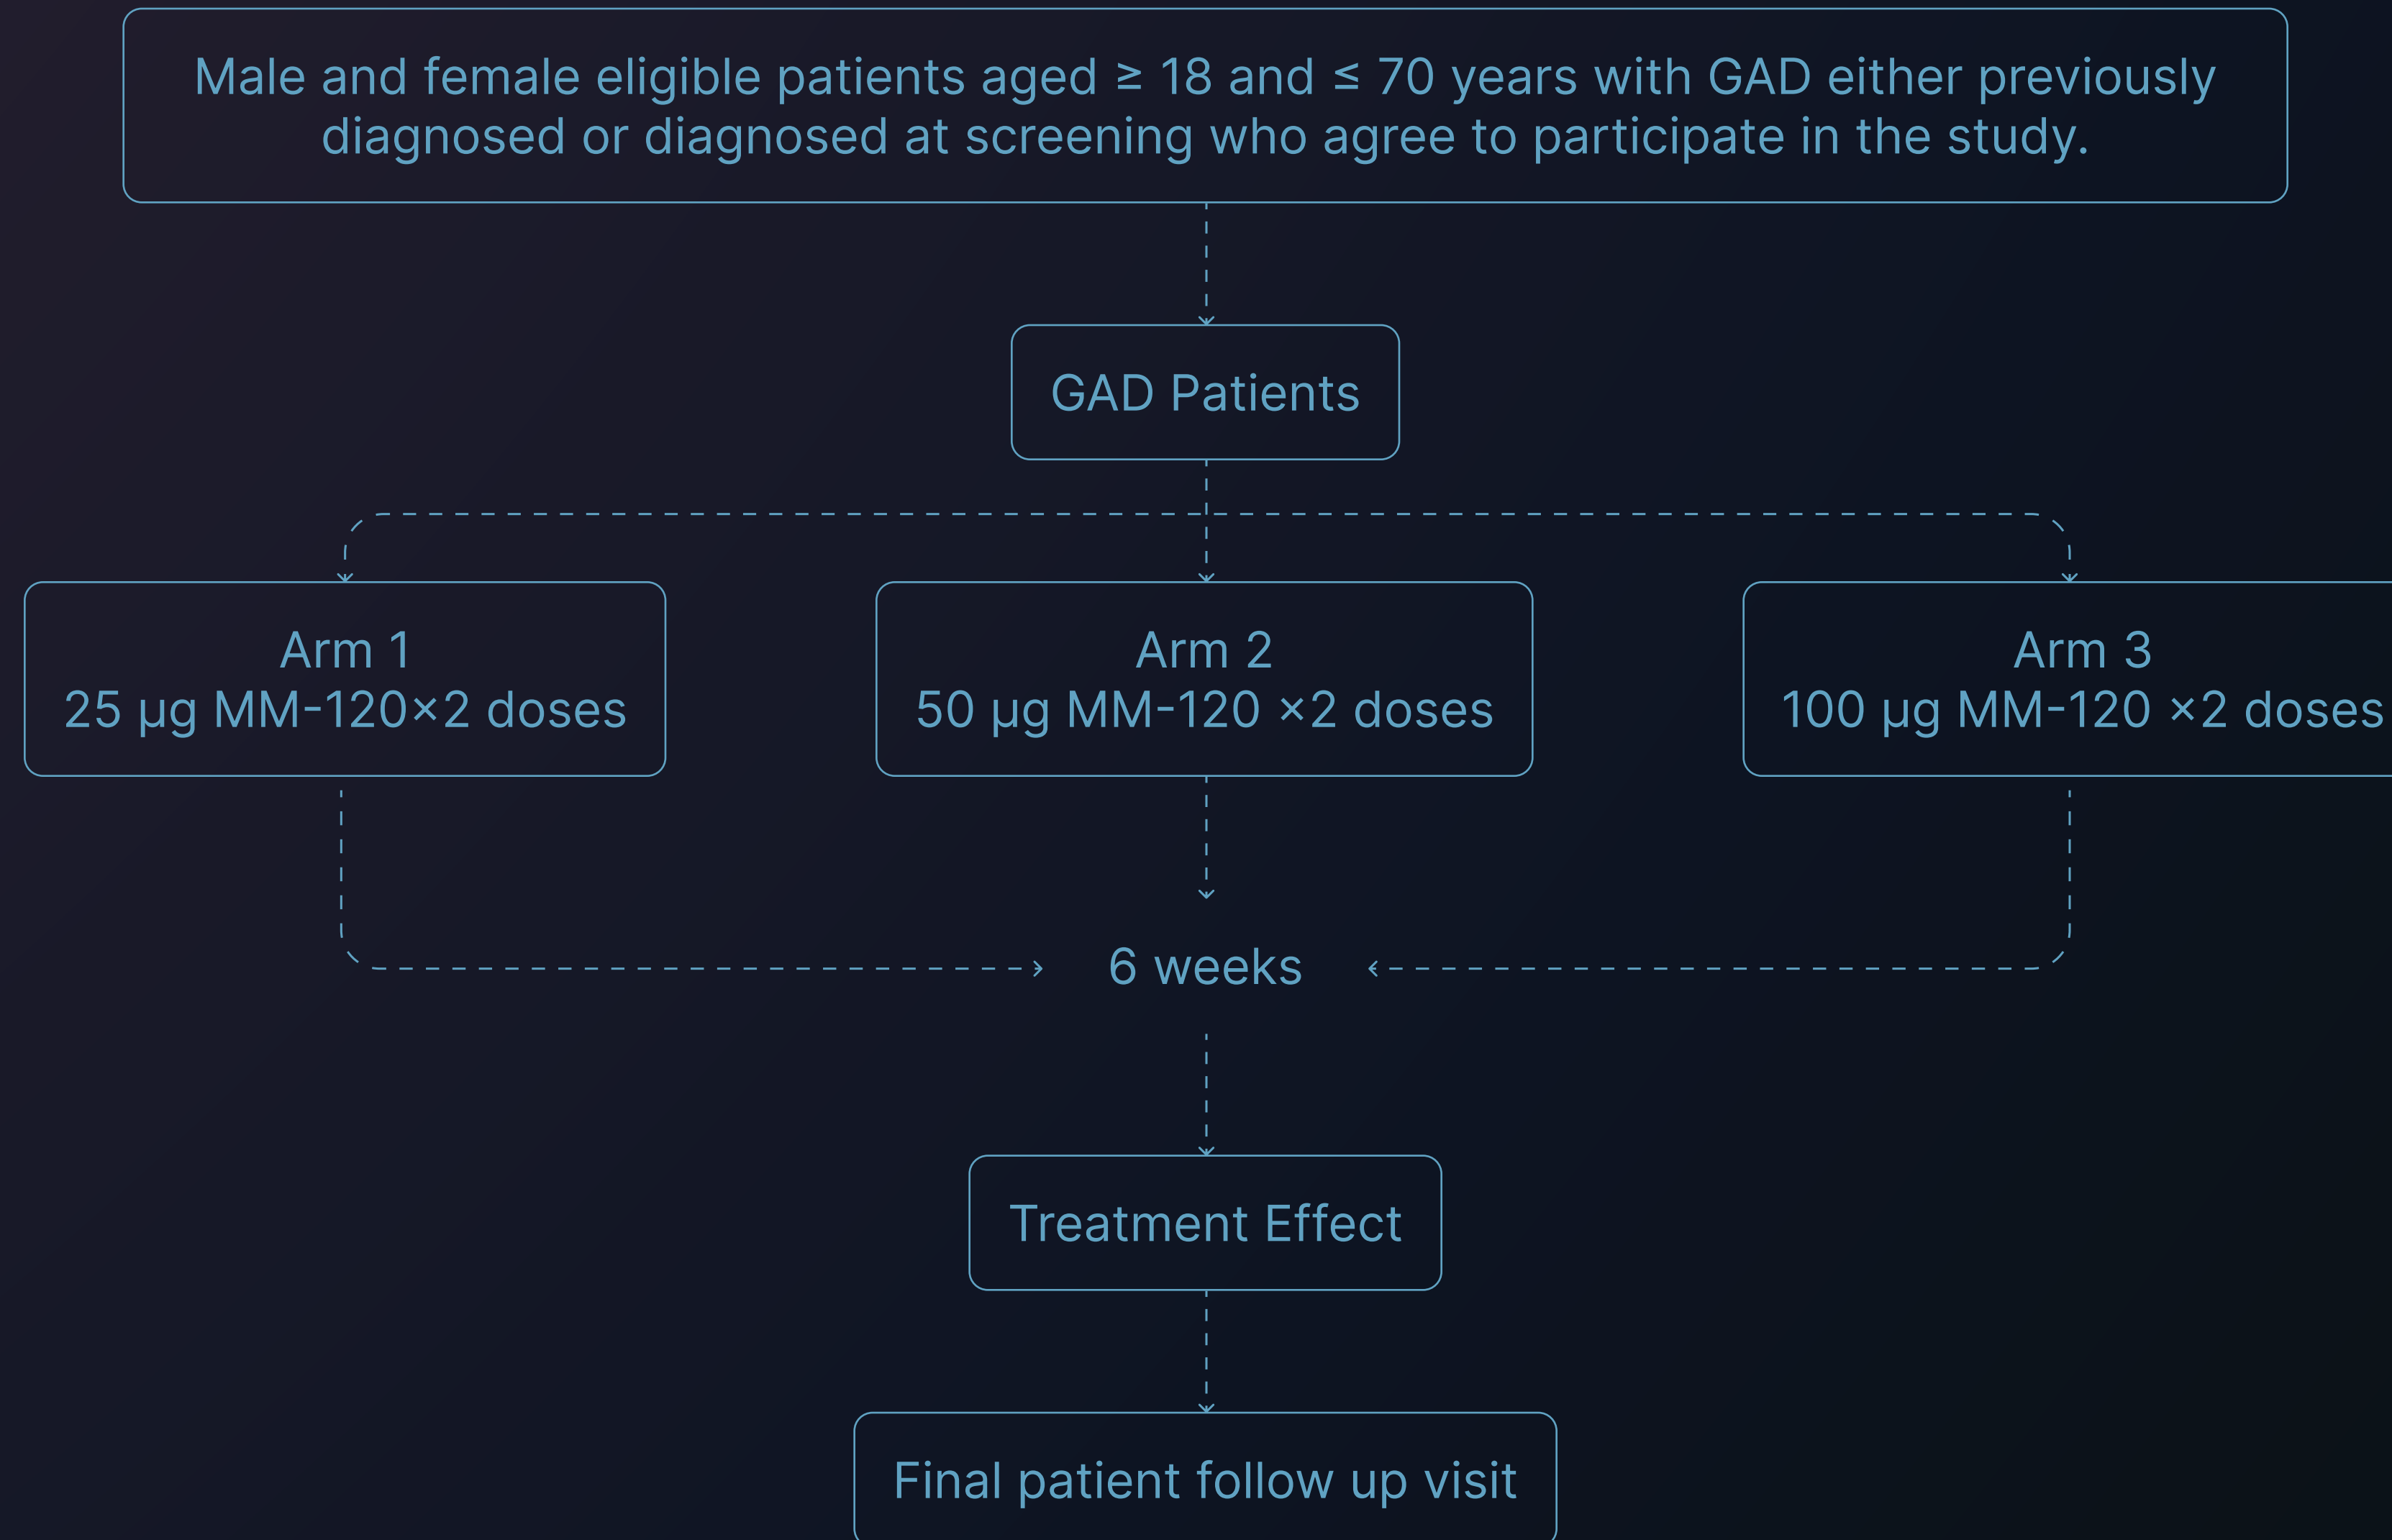 Male and female eligible patients aged ≥ 18 and ≤ 70 years with GAD either previously
diagnosed or diagnosed at screening who agree to participate in the study.
GAD Patients
Arm 1
25 µg MM-120×2 doses
Arm 2
50 µg MM-120 ×2 doses
Arm 3
100 µg MM-120 ×2 doses
6 weeks
Treatment Effect
Final patient follow up visit